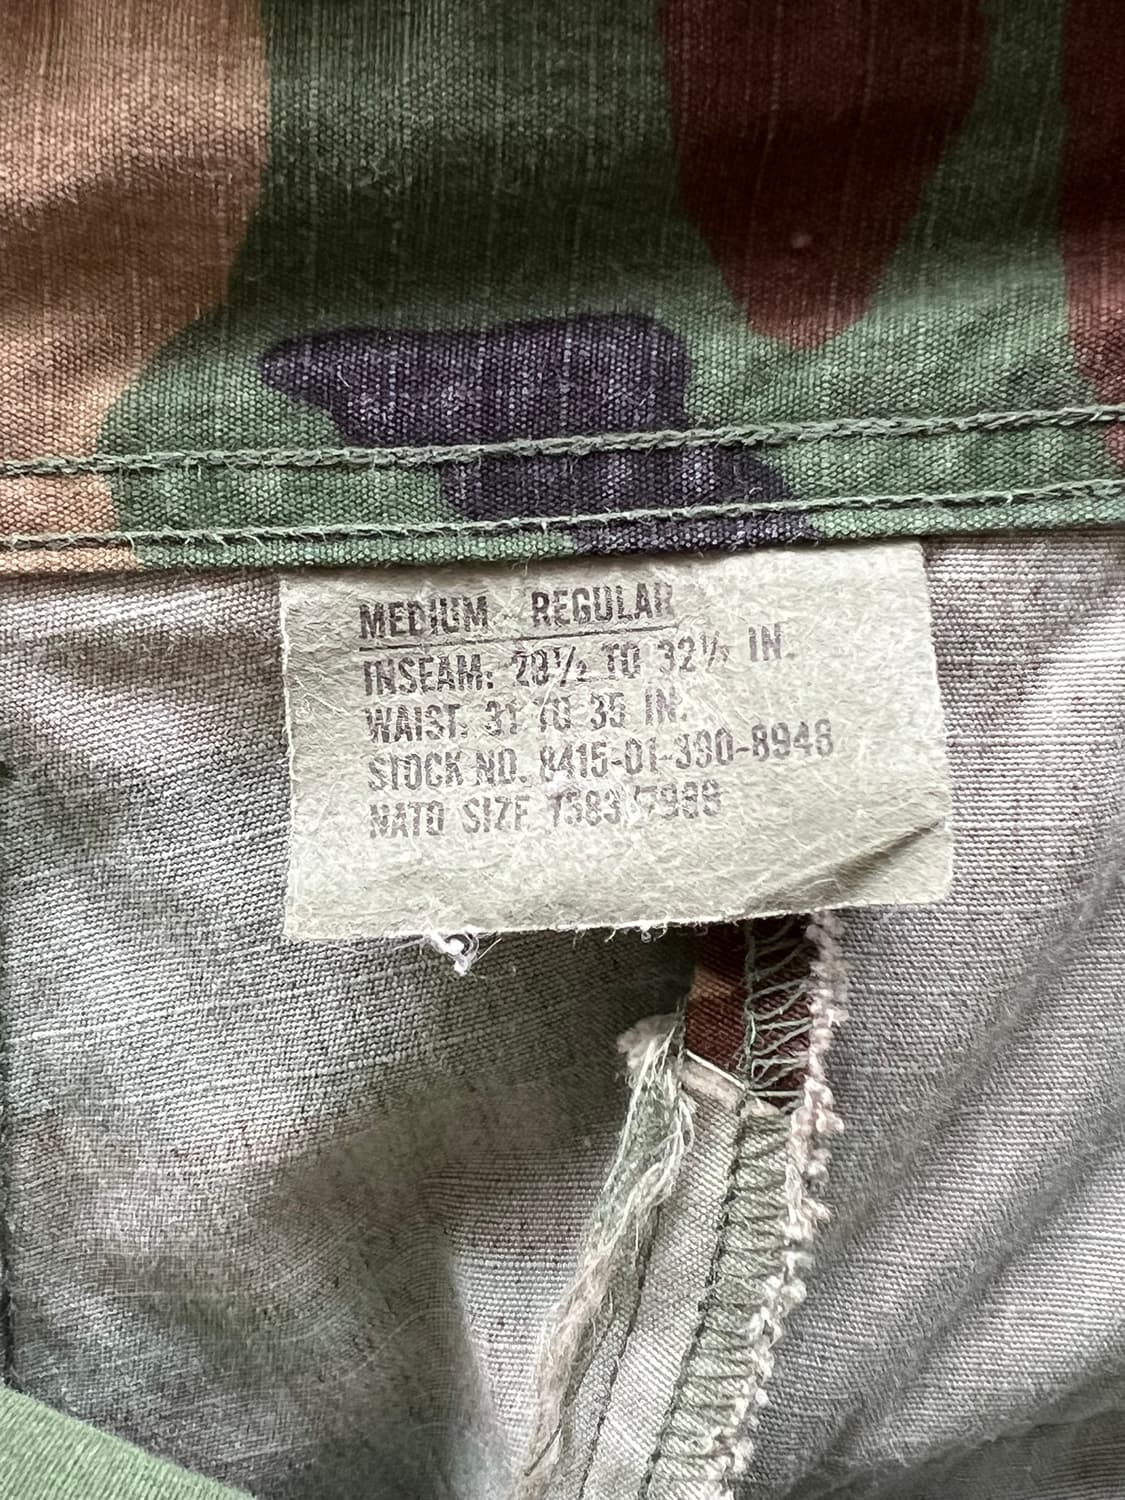 MEDIUM - REGULAR
INSEAM: 29½ TO 32½ IN.
WAIST: 31 TO 35 IN.
STOCK NO. 8415-01-390-8948
NATO SIZE 7583/7988